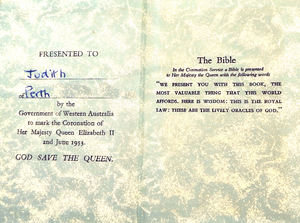 PRESENTED TO
Judith
of Perth
by the
Government of Western Australia
to mark the Coronation of
Her Majesty Queen Elizabeth II
2nd June 1953.
GOD SAVE THE QUEEN.
The Bible
In the Coronation Service a Bible is presented
to Her Majesty the Queen with the following words
"WE PRESENT YOU WITH THIS BOOK, THE
MOST VALUABLE THING THAT THIS WORLD
AFFORDS. HERE IS WISDOM: THIS IS THE ROYAL
LAW: THESE ARE THE LIVELY ORACLES OF GOD."